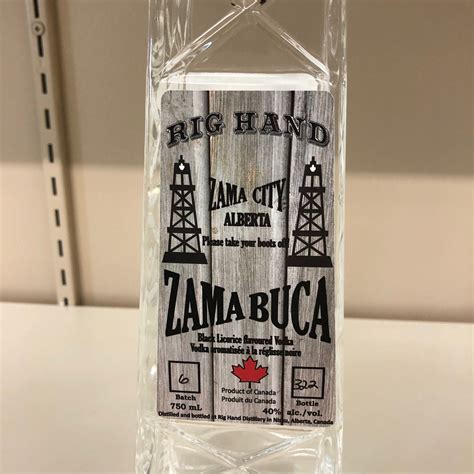 RIG HAND
ZAMA CITY
ALBERTA
Please take your boots off
ZAMABUCA
Black Licorice flavoured Vodka
Vodka aromatisée à la réglisse noire
6
Batch
750 mL
Product of Canada
Produit du Canada
40% alc./vol.
322
Bottle
Distilled and bottled at Rig Hand Distillery in Nisku, Alberta, Canada